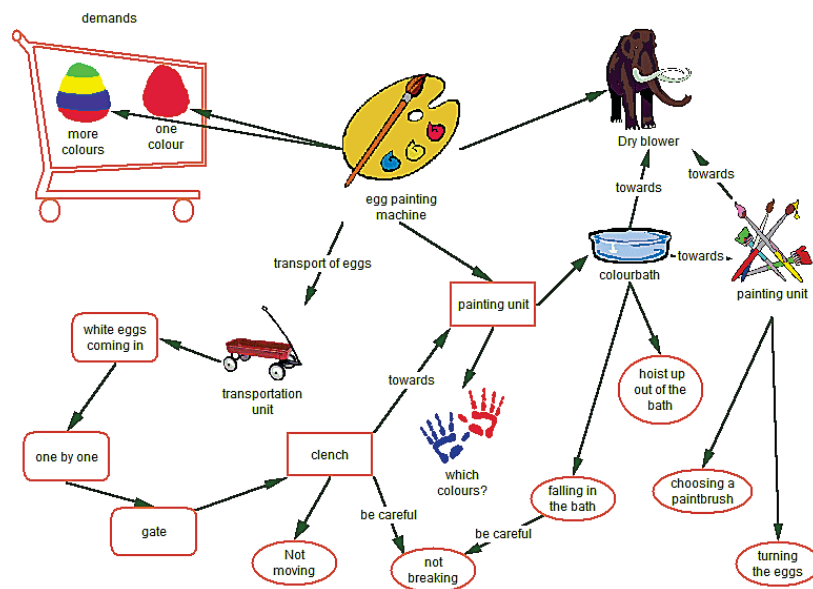 demands
more
colours
one
colour
egg painting
machine
Dry blower
towards
towards
transport of eggs
colourbath
towards
painting unit
painting unit
white eggs
coming in
transportation
unit
towards
hoist up
out of the
bath
one by one
clench
which
colours?
falling in
the bath
choosing a
paintbrush
gate
be careful
be careful
Not
moving
not
breaking
turning
the eggs